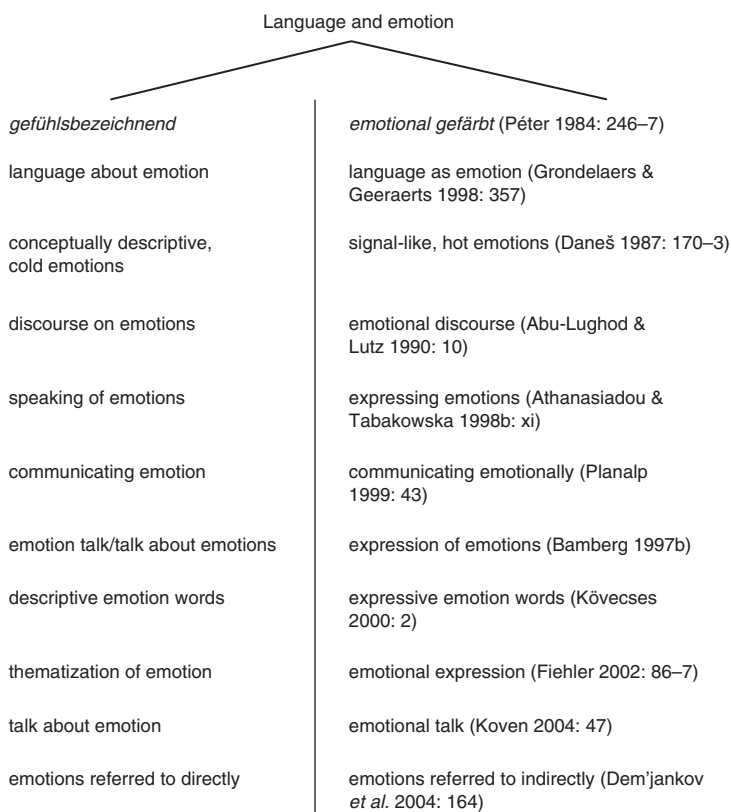 Language and emotion
gefühlsbezeichnend
emotional gefärbt (Péter 1984: 246–7)
language about emotion
language as emotion (Grondelaers &
Geeraerts 1998: 357)
conceptually descriptive,
cold emotions
signal-like, hot emotions (Daneš 1987: 170–3)
discourse on emotions
emotional discourse (Abu-Lughod &
Lutz 1990: 10)
speaking of emotions
expressing emotions (Athanasiadou &
Tabakowska 1998b: xi)
communicating emotion
communicating emotionally (Planalp
1999: 43)
emotion talk/talk about emotions
expression of emotions (Bamberg 1997b)
descriptive emotion words
expressive emotion words (Kövecses
2000: 2)
thematization of emotion
emotional expression (Fiehler 2002: 86–7)
talk about emotion
emotional talk (Koven 2004: 47)
emotions referred to directly
emotions referred to indirectly (Dem'jankov
et al. 2004: 164)